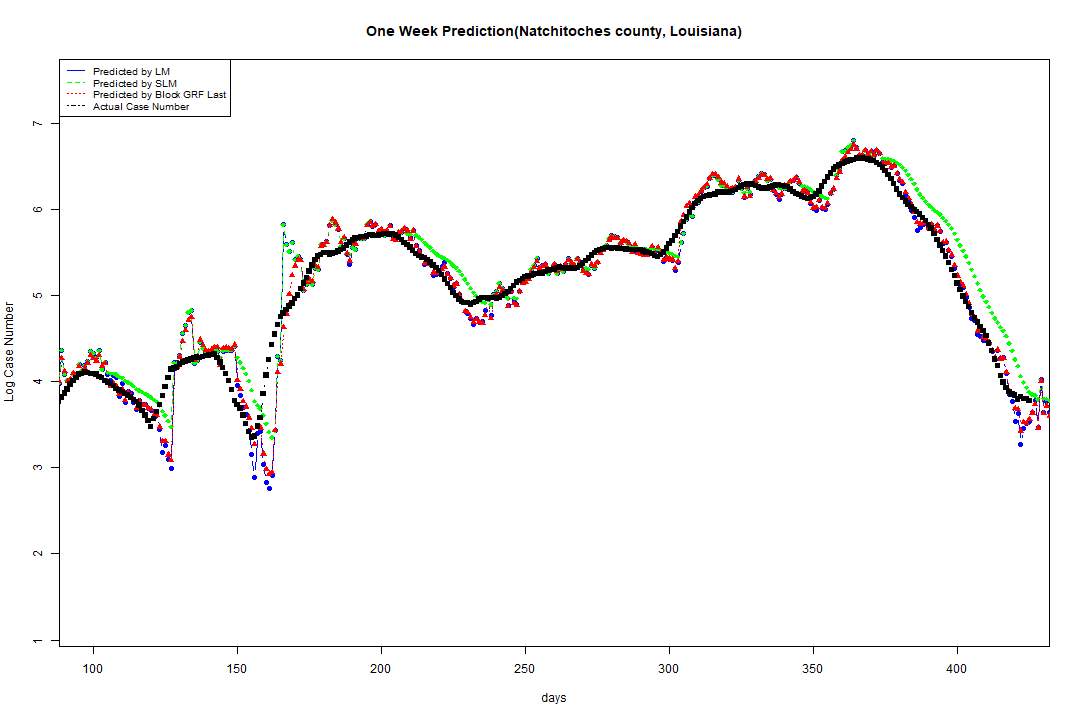 One Week Prediction(Natchitoches county, Louisiana)
Predicted by LM
Predicted by SLM
Predicted by Block GRF Last
Actual Case Number
Log Case Number
7
6
5
4
3
2
1
100 150 200 250 300 350 400
days